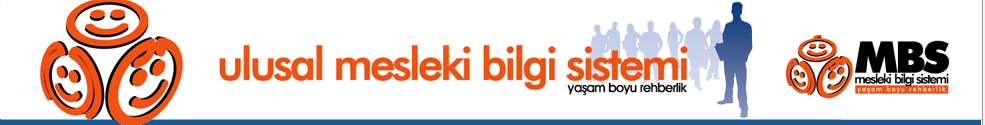 ulusal mesleki bilgi sistemi
yaşam boyu rehberlik
MBS
mesleki bilgi sistemi
yaşam boyu rehberlik